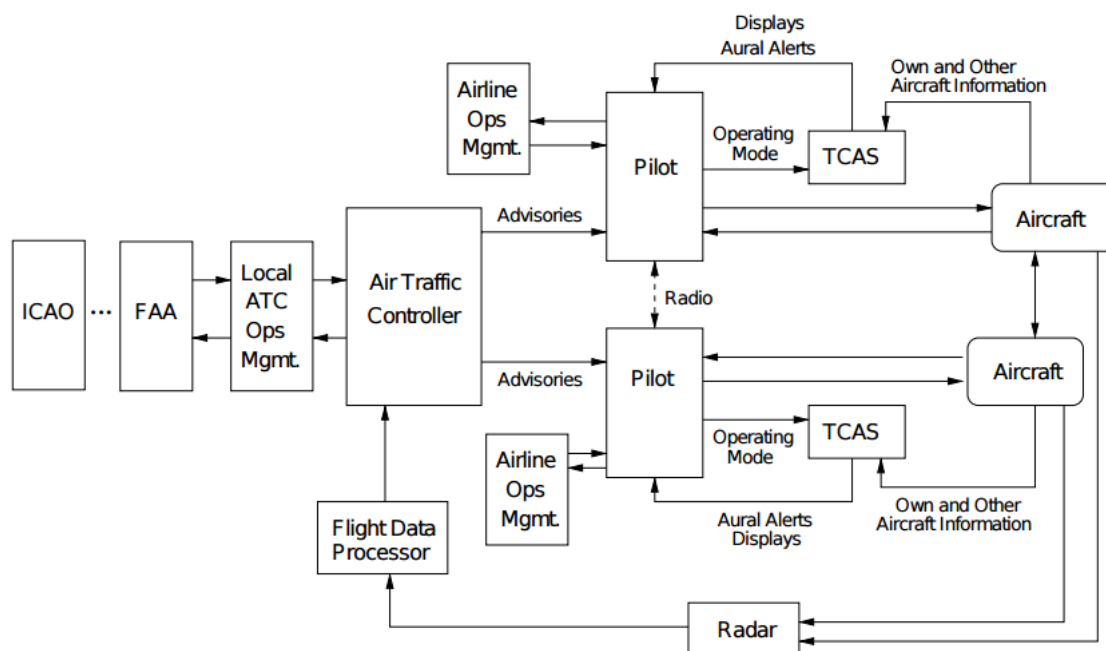 Displays
Aural Alerts
Own and Other
Aircraft Information
Airline
Ops
Mgmt.
Pilot
Operating
Mode
TCAS
Aircraft
Advisories
ICAO
...
FAA
Local
ATC
Ops
Mgmt.
Air Traffic
Controller
Radio
Advisories
Pilot
Aircraft
Operating
Mode
TCAS
Airline
Ops
Mgmt.
Own and Other
Aircraft Information
Aural Alerts
Displays
Flight Data
Processor
Radar